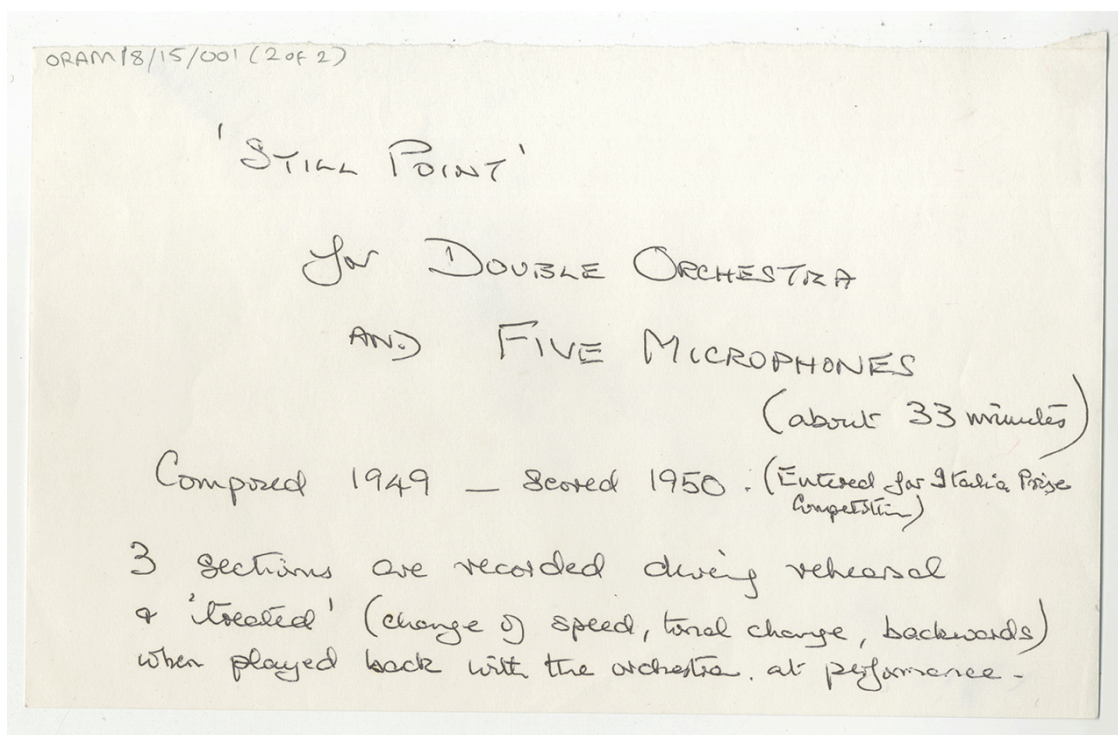 ORAM/8/15/001 (2 of 2)
'STILL POINT'
for DOUBLE ORCHESTRA
AND FIVE MICROPHONES
(about 33 minutes)
Composed 1949 – Scored 1950. (Entered for Italia Prize
Competition)
3 sections are recorded during rehearsal
& 'treated' (change of speed, tonal change, backwards)
when played back with the orchestra. at performance -